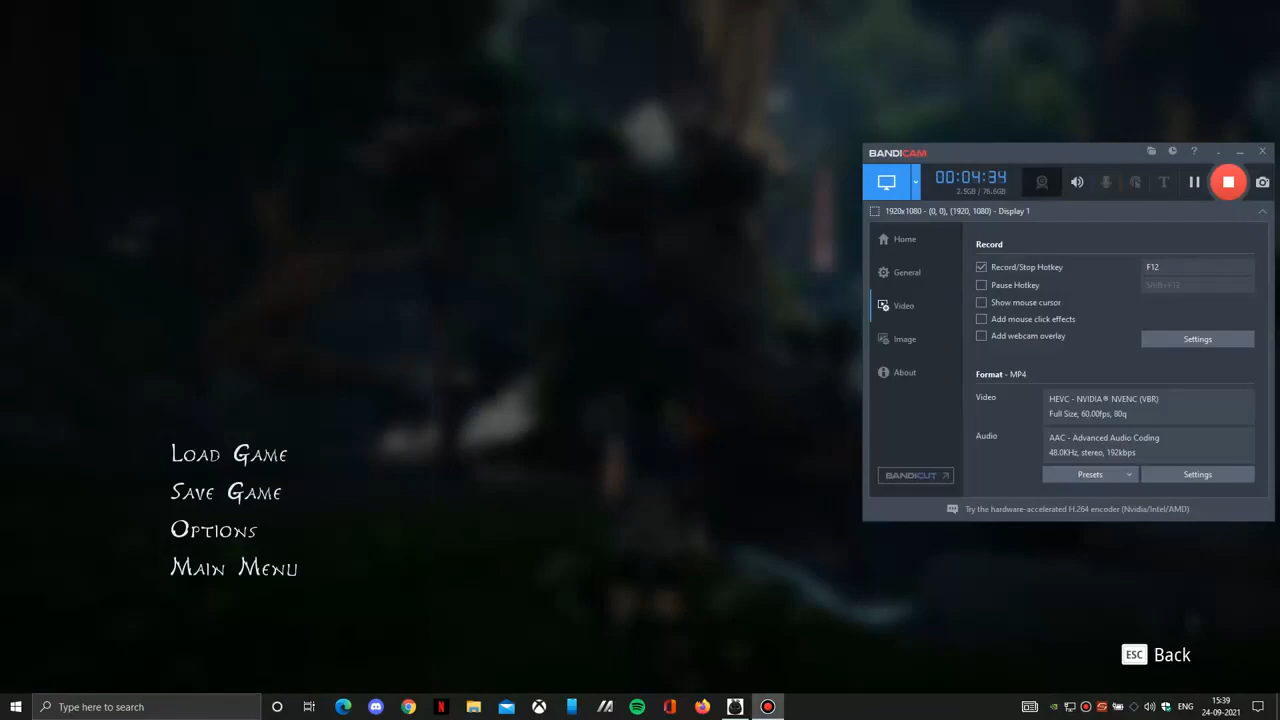 BANDICAM
00:04:34
2.5GB / 76.6GB
1920x1080 - (0, 0), (1920, 1080) - Display 1
Home
General
Video
Image
About
BANDICUT
Record
Record/Stop Hotkey
F12
Pause Hotkey
Shift+F12
Show mouse cursor
Add mouse click effects
Add webcam overlay
Settings
Format - MP4
Video
HEVC - NVIDIA® NVENC (VBR)
Full Size, 60.00fps, 80q
Audio
AAC - Advanced Audio Coding
48.0KHz, stereo, 192kbps
Presets
Settings
Try the hardware-accelerated H.264 encoder (Nvidia/Intel/AMD)
Load Game
Save Game
Options
Main Menu
ESC Back
Type here to search
ENG
15:39
24-09-2021